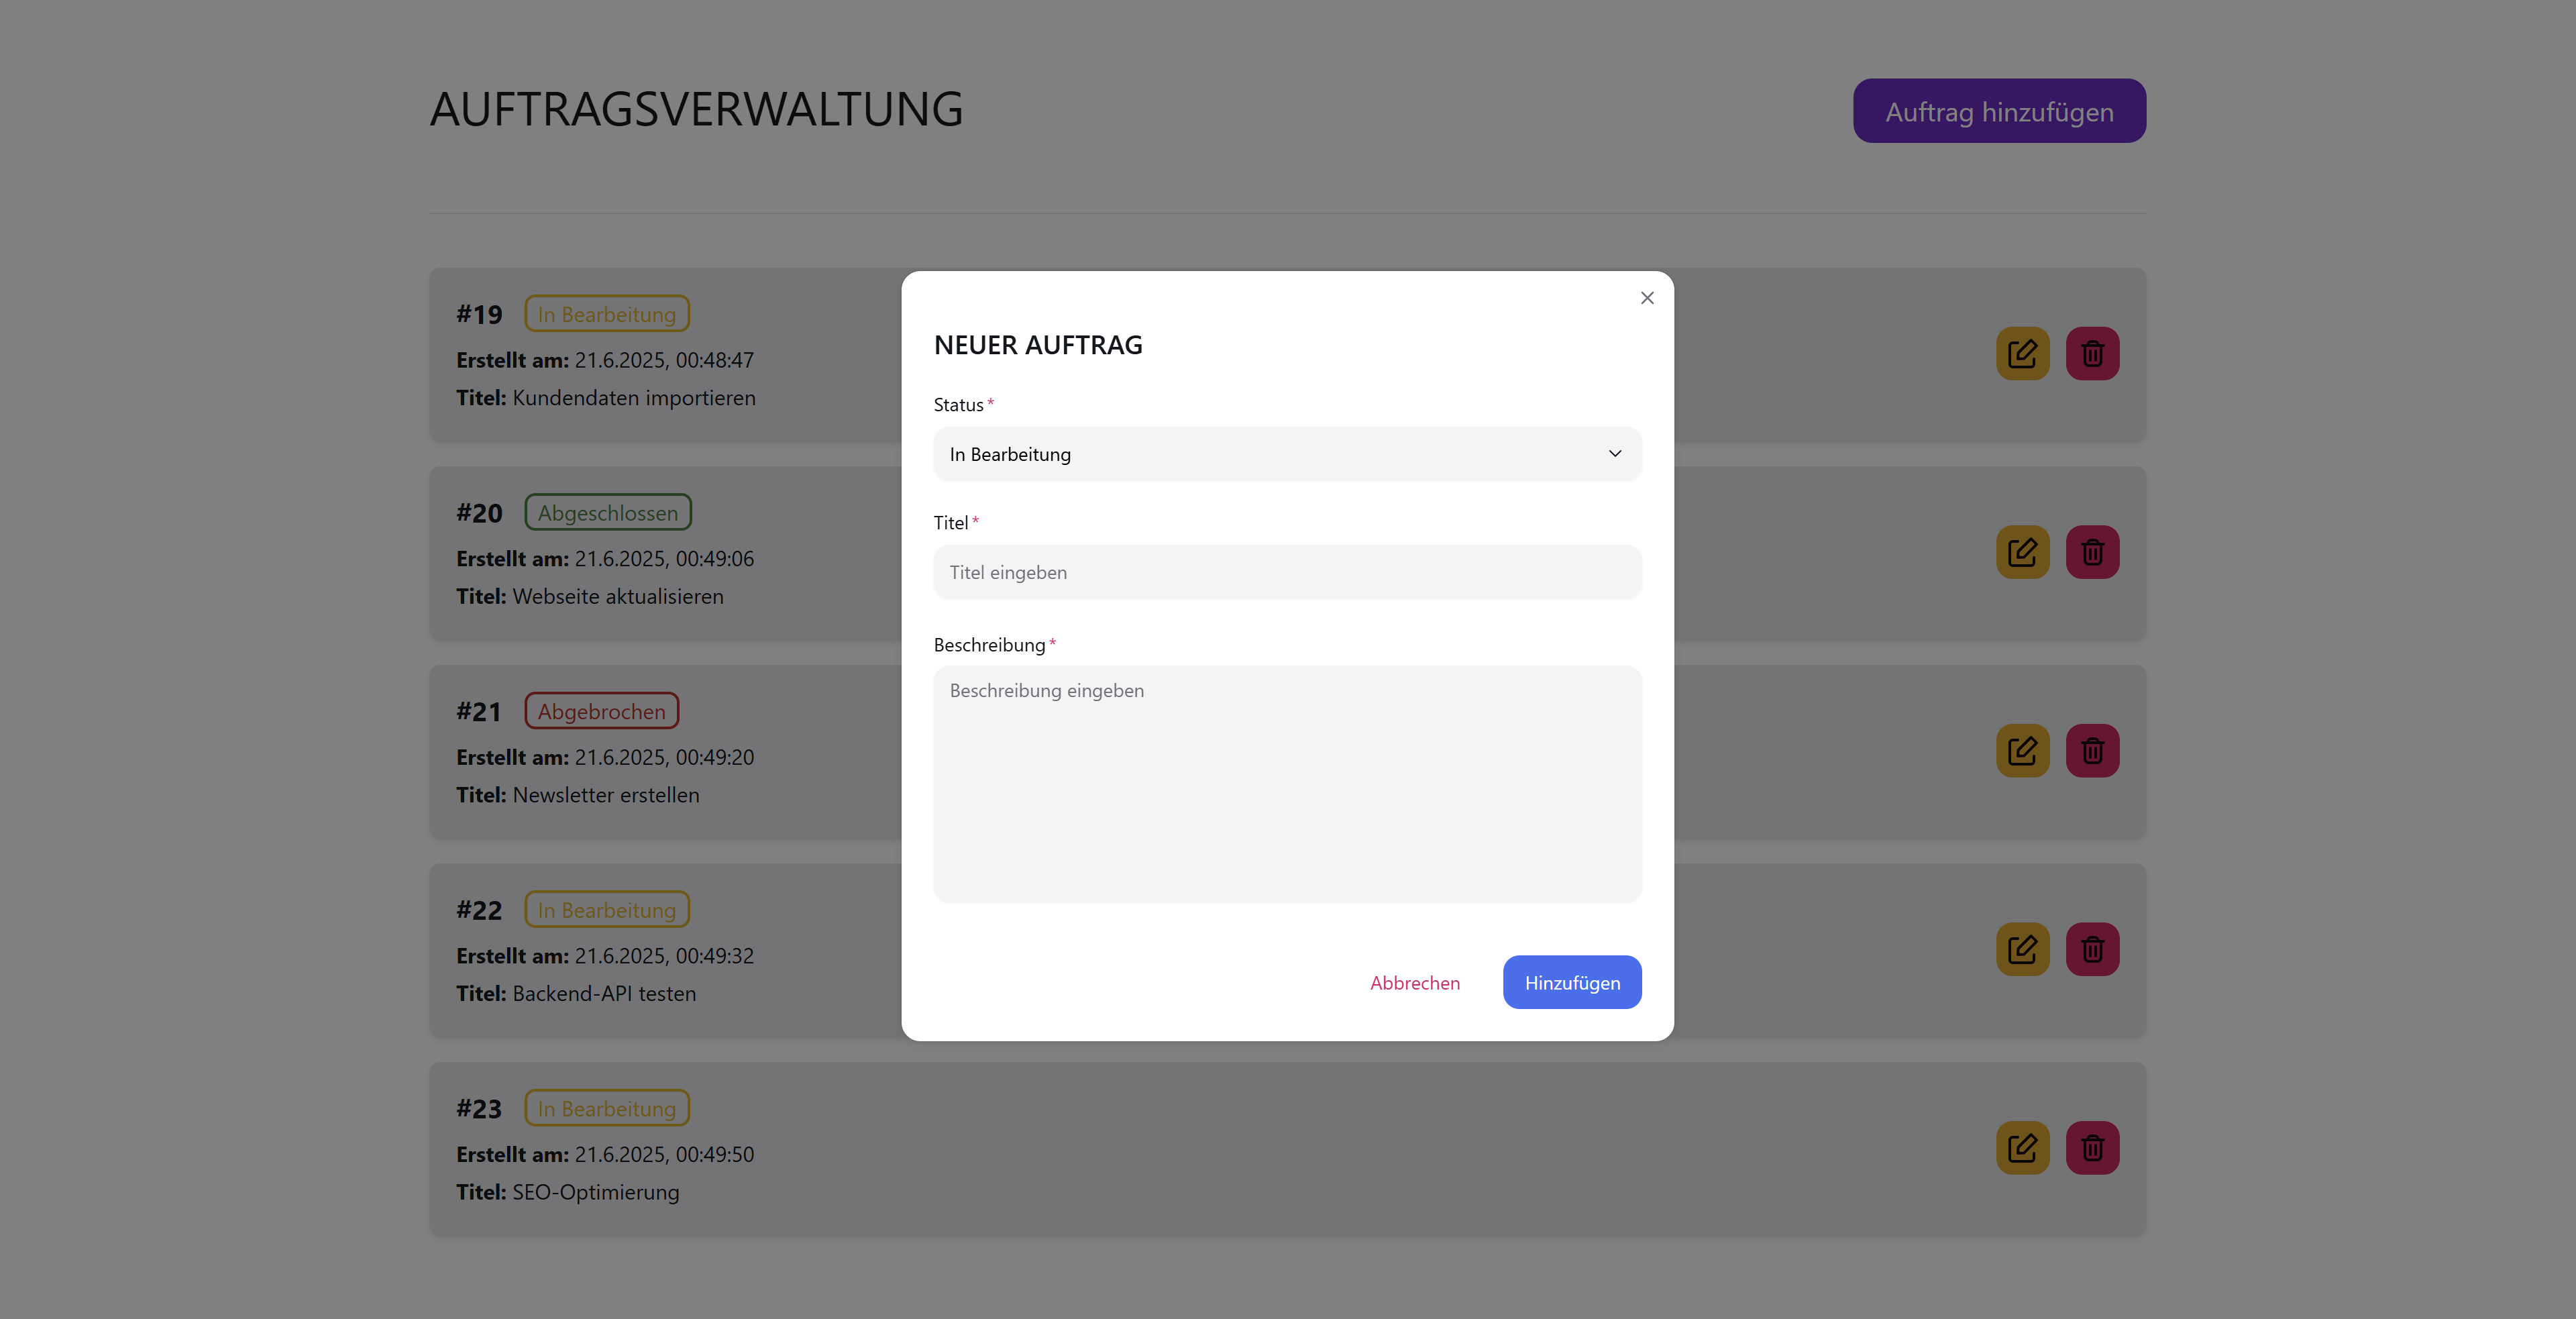 AUFTRAGSVERWALTUNG
Auftrag hinzufügen
#19 In Bearbeitung
Erstellt am: 21.6.2025, 00:48:47
Titel: Kundendaten importieren
#20 Abgeschlossen
Erstellt am: 21.6.2025, 00:49:06
Titel: Webseite aktualisieren
#21 Abgebrochen
Erstellt am: 21.6.2025, 00:49:20
Titel: Newsletter erstellen
#22 In Bearbeitung
Erstellt am: 21.6.2025, 00:49:32
Titel: Backend-API testen
#23 In Bearbeitung
Erstellt am: 21.6.2025, 00:49:50
Titel: SEO-Optimierung
NEUER AUFTRAG
Status*
In Bearbeitung
Titel*
Titel eingeben
Beschreibung*
Beschreibung eingeben
Abbrechen
Hinzufügen